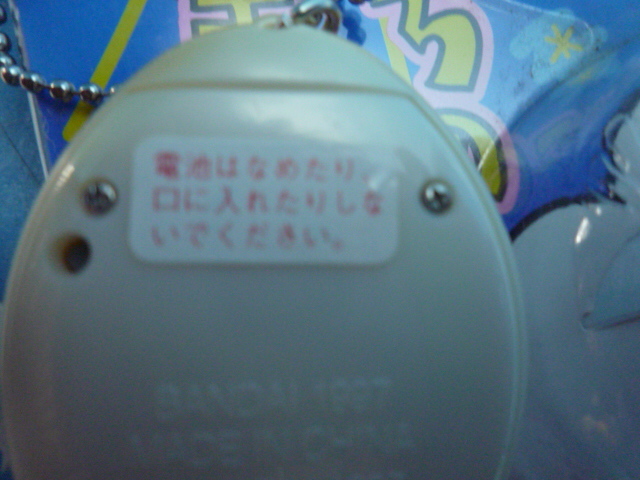 電池はなめたり、
口に入れたりしな
いでください。
BANDAI 1997
MADE IN CHINA